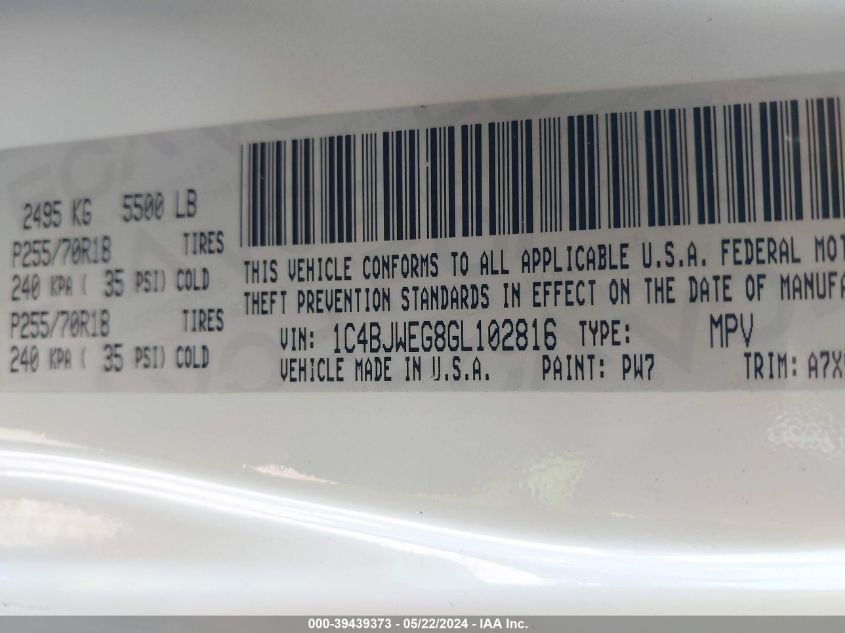 2495 KG 5500 LB
P255/70R18 TIRES
240 KPA ( 35 PSI) COLD
P255/70R18 TIRES
240 KPA ( 35 PSI) COLD
THIS VEHICLE CONFORMS TO ALL APPLICABLE U.S.A. FEDERAL MOT
THEFT PREVENTION STANDARDS IN EFFECT ON THE DATE OF MANUFA
VIN: 1C4BJWEG8GL102816 TYPE: MPV
VEHICLE MADE IN U.S.A. PAINT: PW7 TRIM: A7X
000-39439373 - 05/22/2024 - IAA Inc.